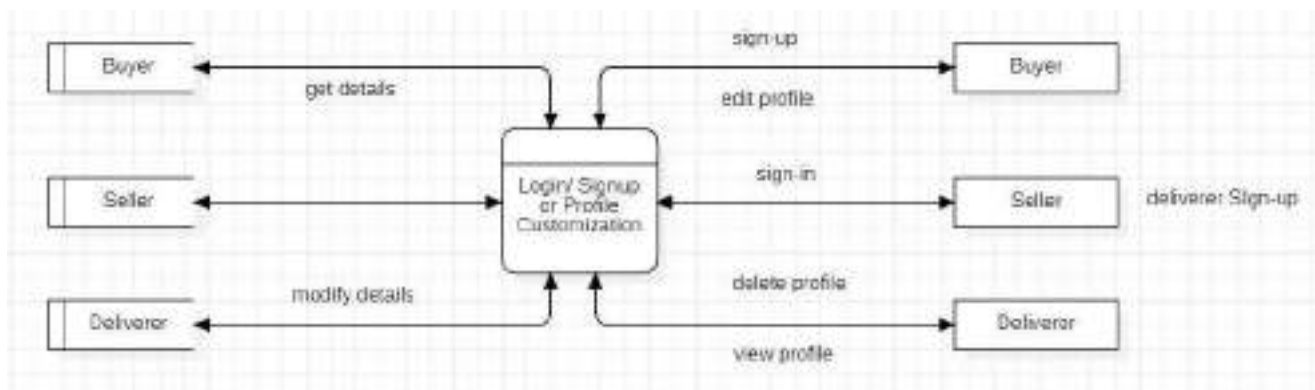 sign-up
Buyer
Buyer
get details
edit profile
Login/ Signup
or Profile
Customization
sign-in
Seller
Seller
deliverer Sign-up
modify details
delete profile
Deliverer
Deliverer
view profile